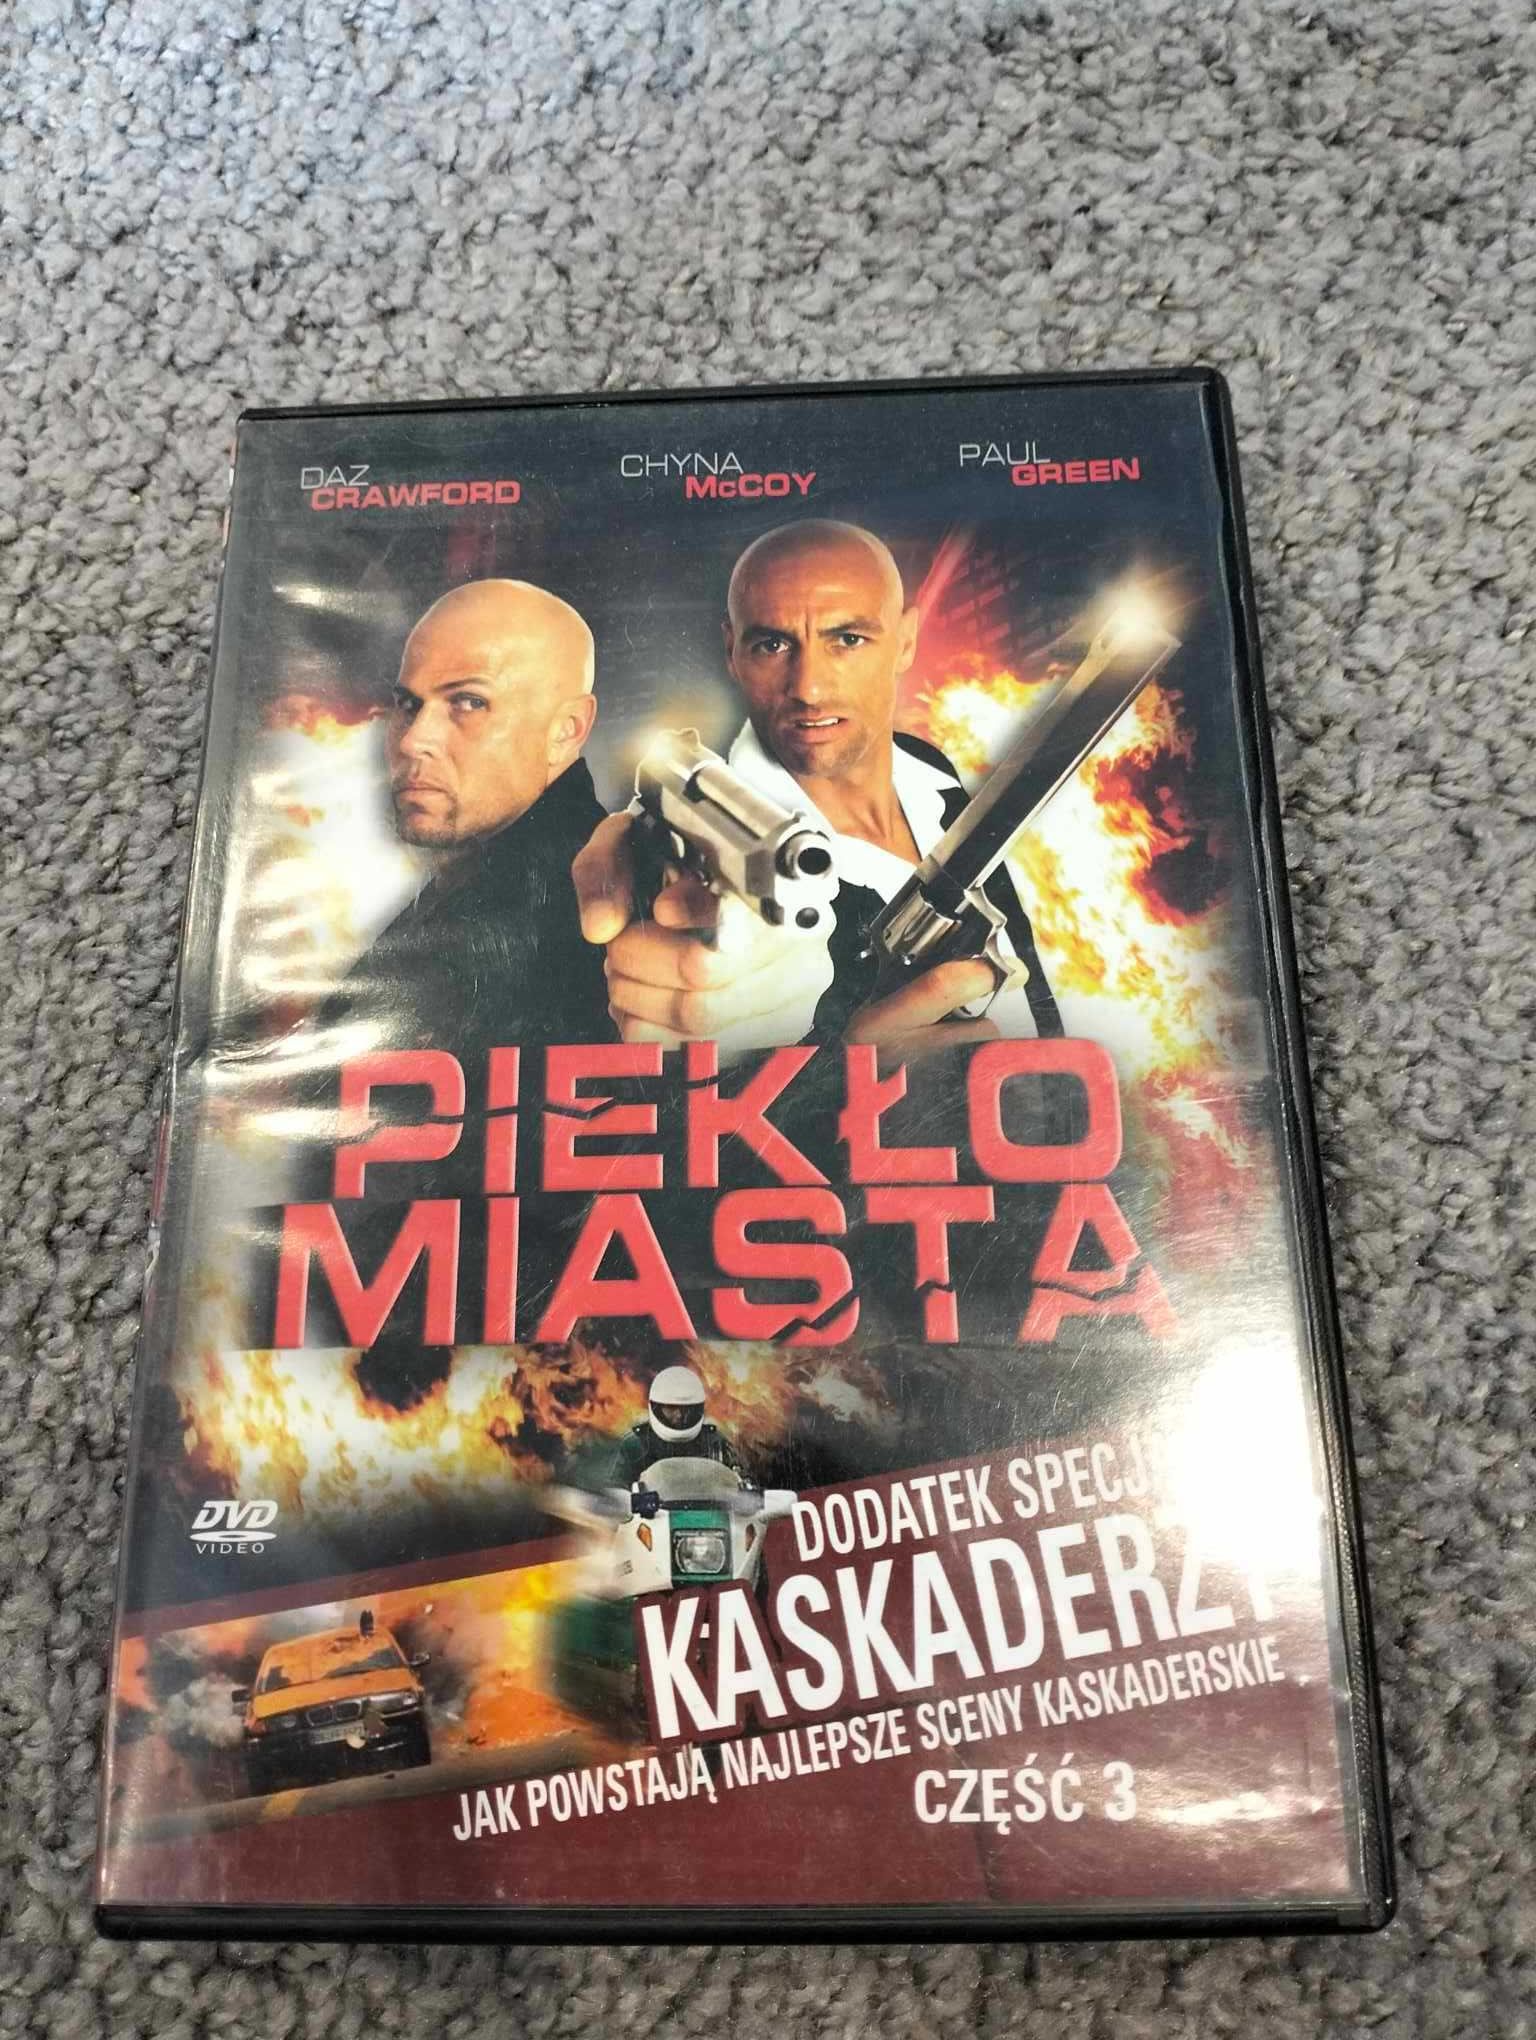 DAZ CHYNA PAUL
CRAWFORD McCOY GREEN
PIEKŁO
MIASTA
DVD
VIDEO
DODATEK
KASKADERZY
JAK POWSTAJĄ NAJLEPSZE SCENY KASKADERSKIE
CZĘŚĆ 3